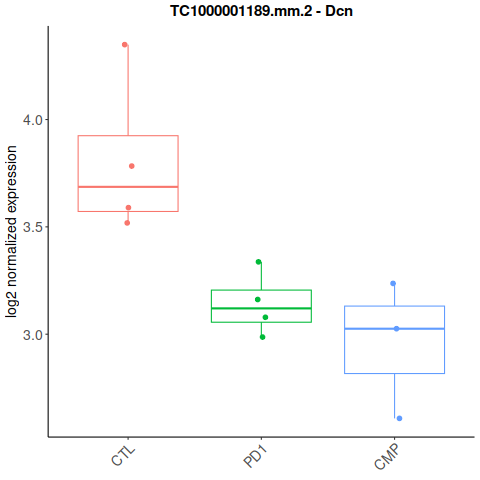 TC1000001189.mm.2 - Dcn
log2 normalized expression
4.0
3.5
3.0
CTL
PD1
CMP